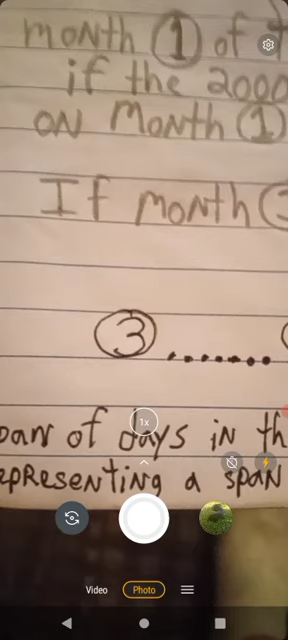 month ① of
if the 2000
on Month ①
If month
③ .......
of days in th
epresenting a span
1x
Video Photo